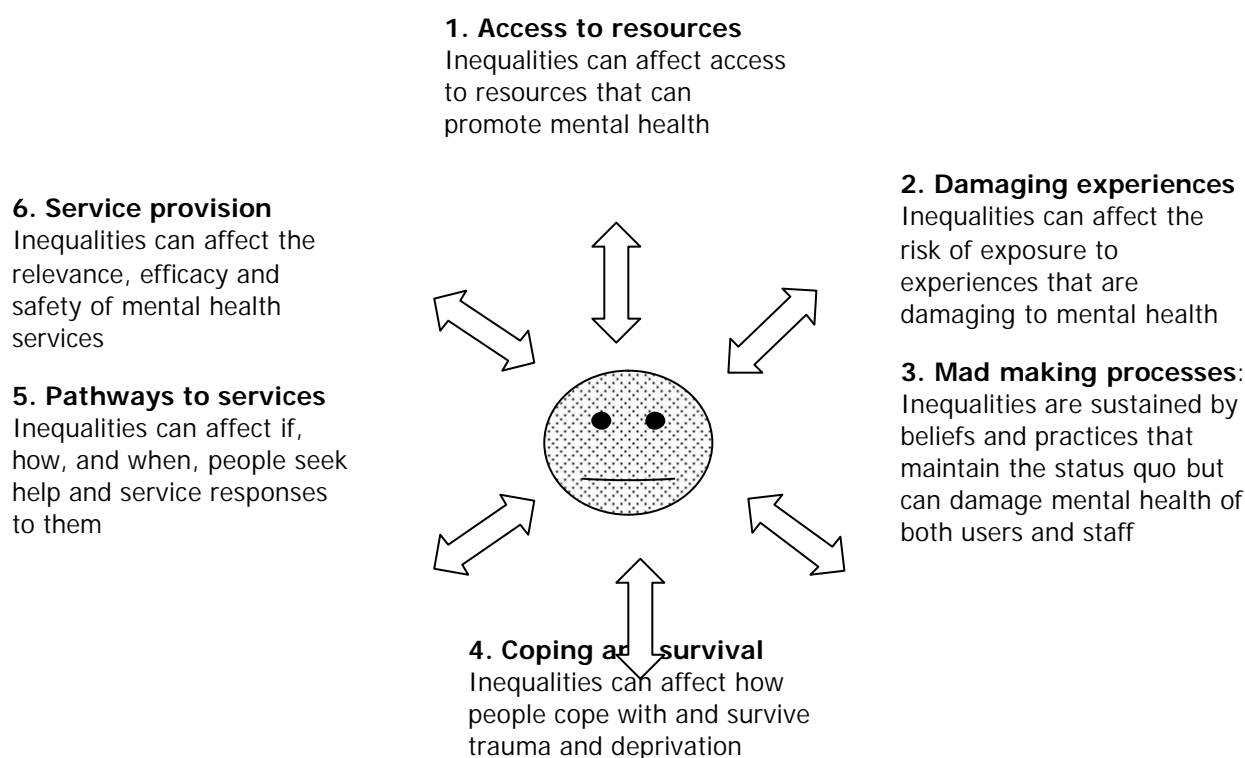 1. Access to resources
Inequalities can affect access
to resources that can
promote mental health
2. Damaging experiences
Inequalities can affect the
risk of exposure to
experiences that are
damaging to mental health
3. Mad making processes:
Inequalities are sustained by
beliefs and practices that
maintain the status quo but
can damage mental health of
both users and staff
4. Coping an survival
Inequalities can affect how
people cope with and survive
trauma and deprivation
5. Pathways to services
Inequalities can affect if,
how, and when, people seek
help and service responses
to them
6. Service provision
Inequalities can affect the
relevance, efficacy and
safety of mental health
services